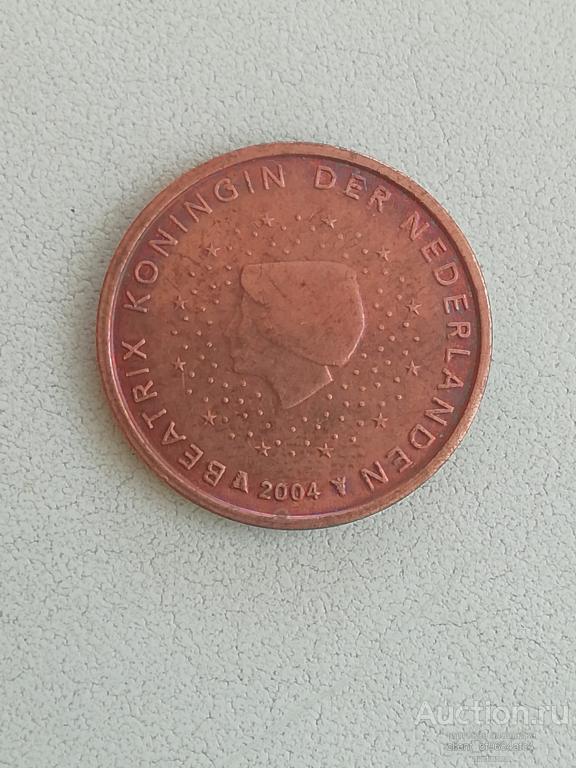 BEATRIX KONINGIN DER NEDERLANDEN
2004
Auction.ru